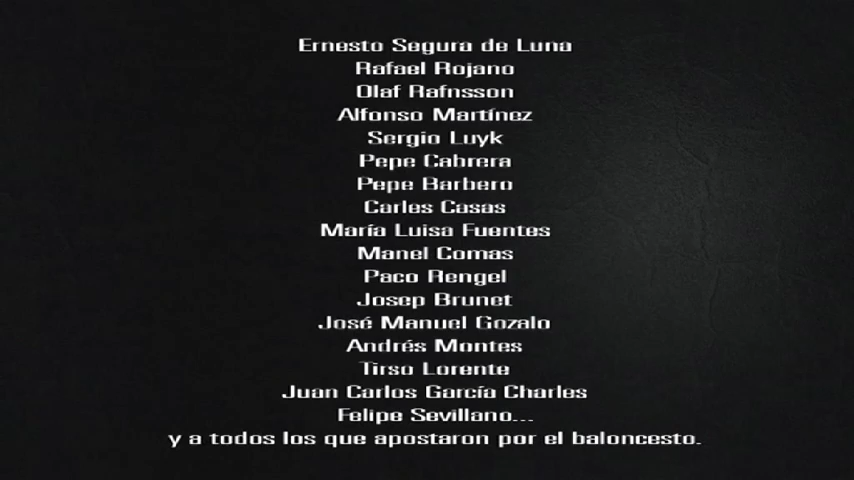 Ernesto Segura de Luna
Rafael Rojano
Olaf Rafnsson
Alfonso Martínez
Sergio Luyk
Pepe Cabrera
Pepe Barbero
Carles Casas
María Luisa Fuentes
Manel Comas
Paco Rengel
Josep Brunet
José Manuel Gozalo
Andrés Montes
Tirso Lorente
Juan Carlos García Charles
Felipe Sevillano...
y a todos los que apostaron por el baloncesto.